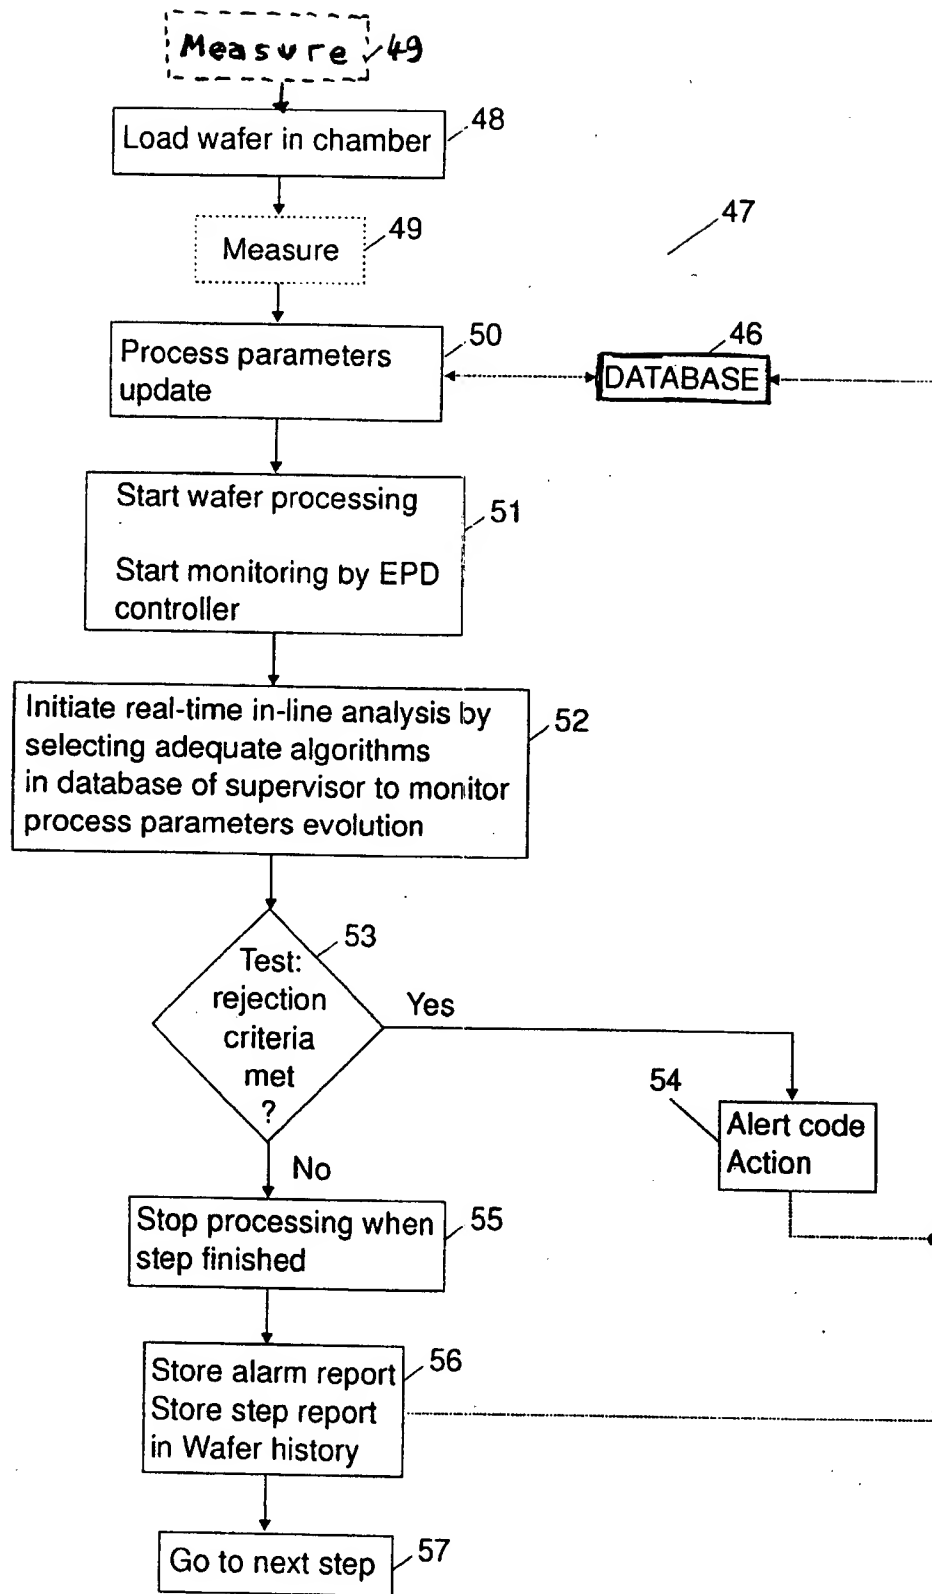 Measure 49
Load wafer in chamber 48
Measure 49
47
Process parameters
update
50
46
DATABASE
Start wafer processing
Start monitoring by EPD
controller
51
Initiate real-time in-line analysis by
selecting adequate algorithms
in database of supervisor to monitor
process parameters evolution
52
Test:
rejection
criteria
met
?
53
Yes
54
Alert code
Action
No
Stop processing when
step finished
55
Store alarm report
Store step report
in Wafer history
56
Go to next step 57